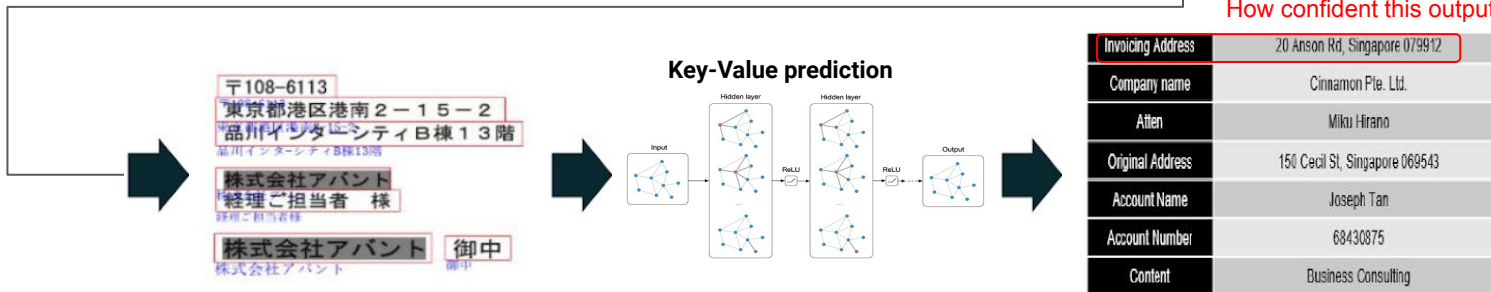 How confident this output
〒108-6113
東京都港区港南2-15-2
品川インターシティB棟13階
品川インターシティB棟13階
株式会社アバント
経理ご担当者 様
経理ご担当者様
株式会社アバント 御中
株式会社アバント 御中
Key-Value prediction
Hidden layer Hidden layer
Input
ReLU
ReLU
Output
Invoicing Address 20 Anson Rd, Singapore 079912
Company name Cinnamon Pte. Ltd.
Atten Miku Hirano
Original Address 150 Cecil St, Singapore 069543
Account Name Joseph Tan
Account Number 68430875
Content Business Consulting